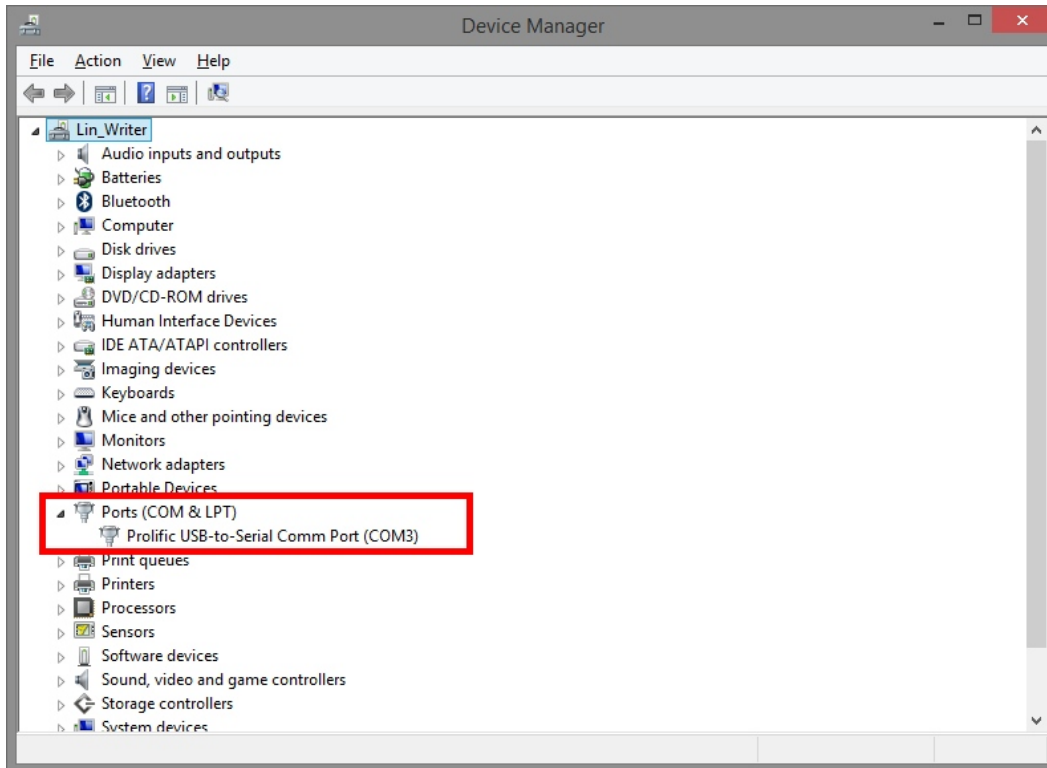 Device Manager
File Action View Help
Lin_Writer
Audio inputs and outputs
Batteries
Bluetooth
Computer
Disk drives
Display adapters
DVD/CD-ROM drives
Human Interface Devices
IDE ATA/ATAPI controllers
Imaging devices
Keyboards
Mice and other pointing devices
Monitors
Network adapters
Portable Devices
Ports (COM & LPT)
Prolific USB-to-Serial Comm Port (COM3)
Print queues
Printers
Processors
Sensors
Software devices
Sound, video and game controllers
Storage controllers
System devices